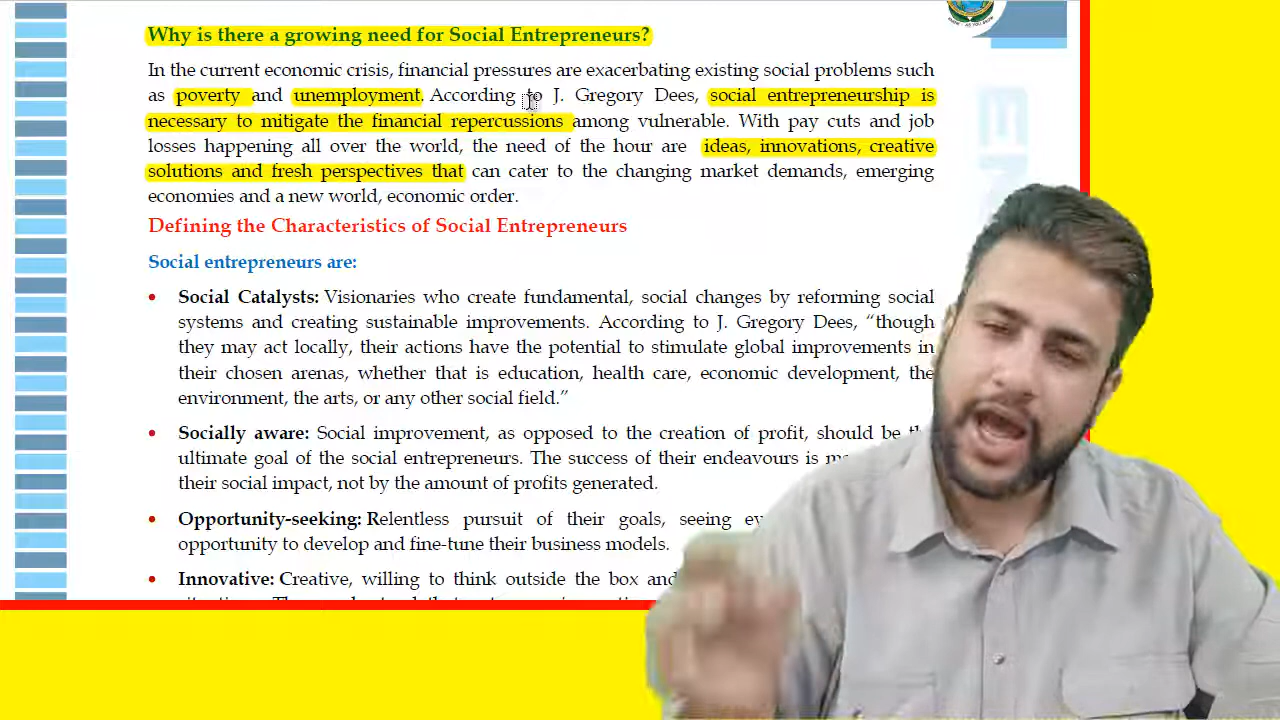 Why is there a growing need for Social Entrepreneurs?
In the current economic crisis, financial pressures are exacerbating existing social problems such
as poverty and unemployment. According to J. Gregory Dees, social entrepreneurship is
necessary to mitigate the financial repercussions among vulnerable. With pay cuts and job
losses happening all over the world, the need of the hour are ideas, innovations, creative
solutions and fresh perspectives that can cater to the changing market demands, emerging
economies and a new world, economic order.
Defining the Characteristics of Social Entrepreneurs
Social entrepreneurs are:
• Social Catalysts: Visionaries who create fundamental, social changes by reforming social
systems and creating sustainable improvements. According to J. Gregory Dees, “though
they may act locally, their actions have the potential to stimulate global improvements in
their chosen arenas, whether that is education, health care, economic development, the
environment, the arts, or any other social field.”
• Socially aware: Social improvement, as opposed to the creation of profit, should be
ultimate goal of the social entrepreneurs. The success of their endeavours is
their social impact, not by the amount of profits generated.
• Opportunity-seeking: Relentless pursuit of their goals, seeing
opportunity to develop and fine-tune their business models.
• Innovative: Creative, willing to think outside the box and